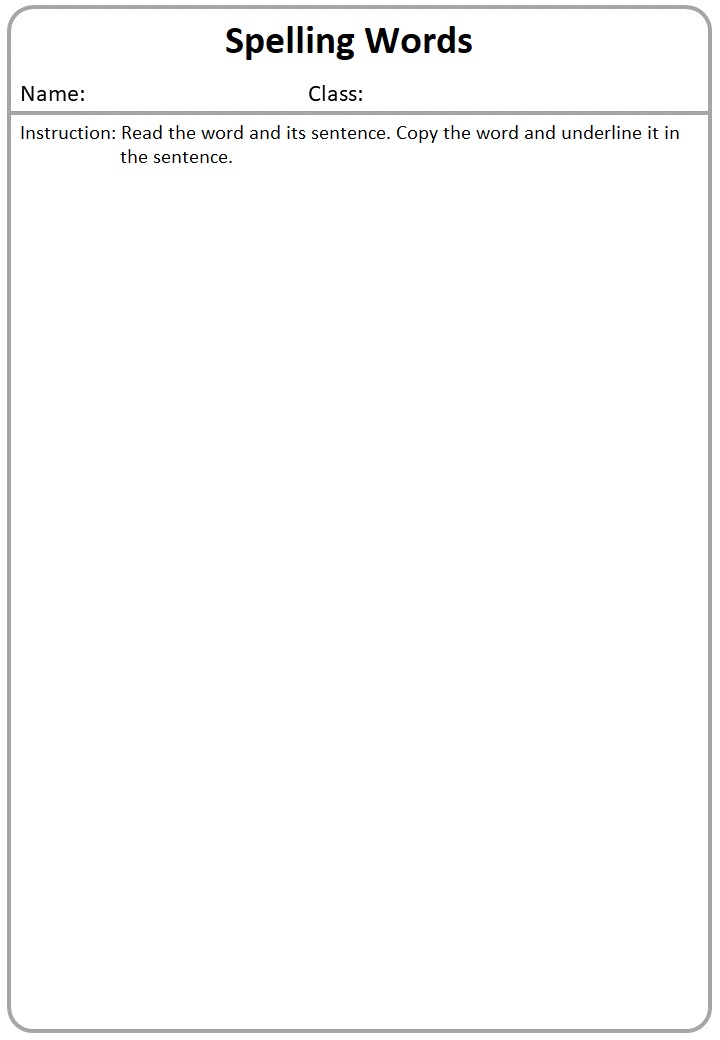 Spelling Words
Name: Class:
Instruction: Read the word and its sentence. Copy the word and underline it in
the sentence.